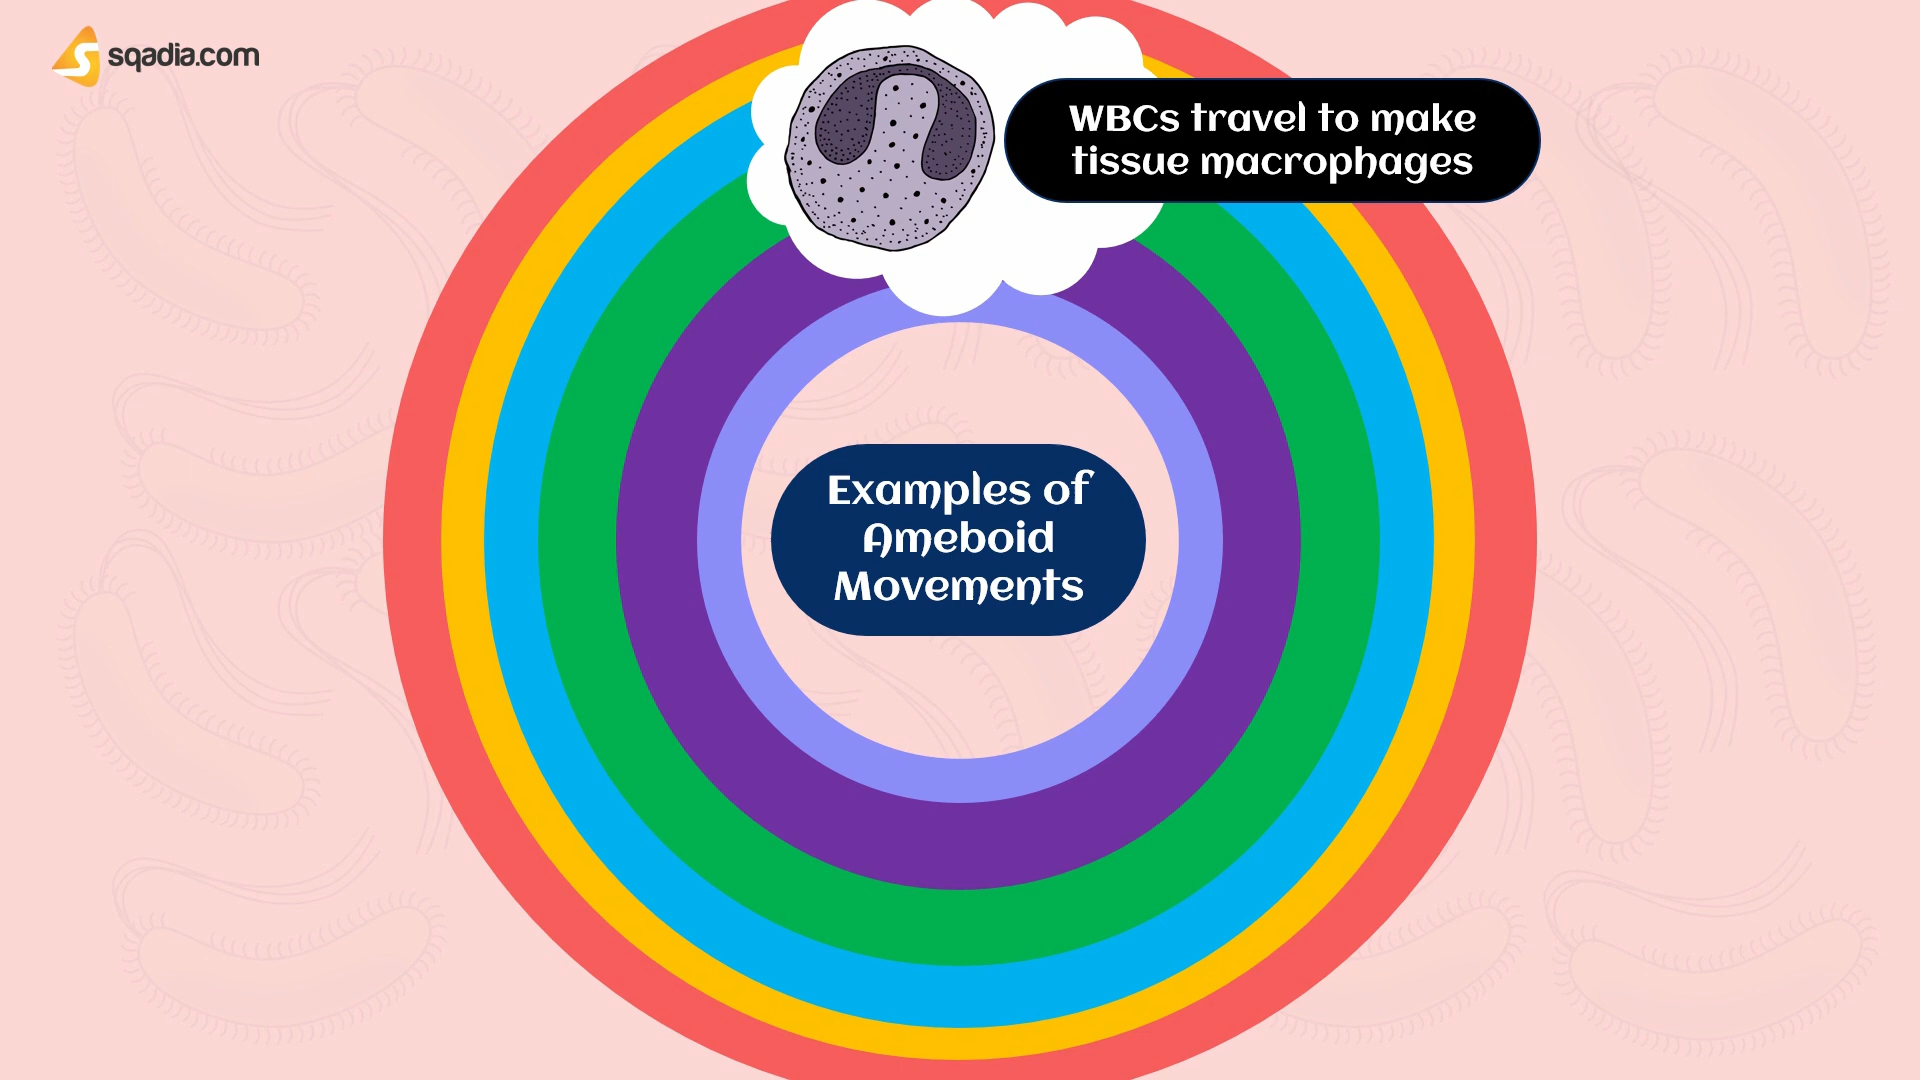 sqadia.com
WBCs travel to make
tissue macrophages
Examples of
Ameboid
Movements